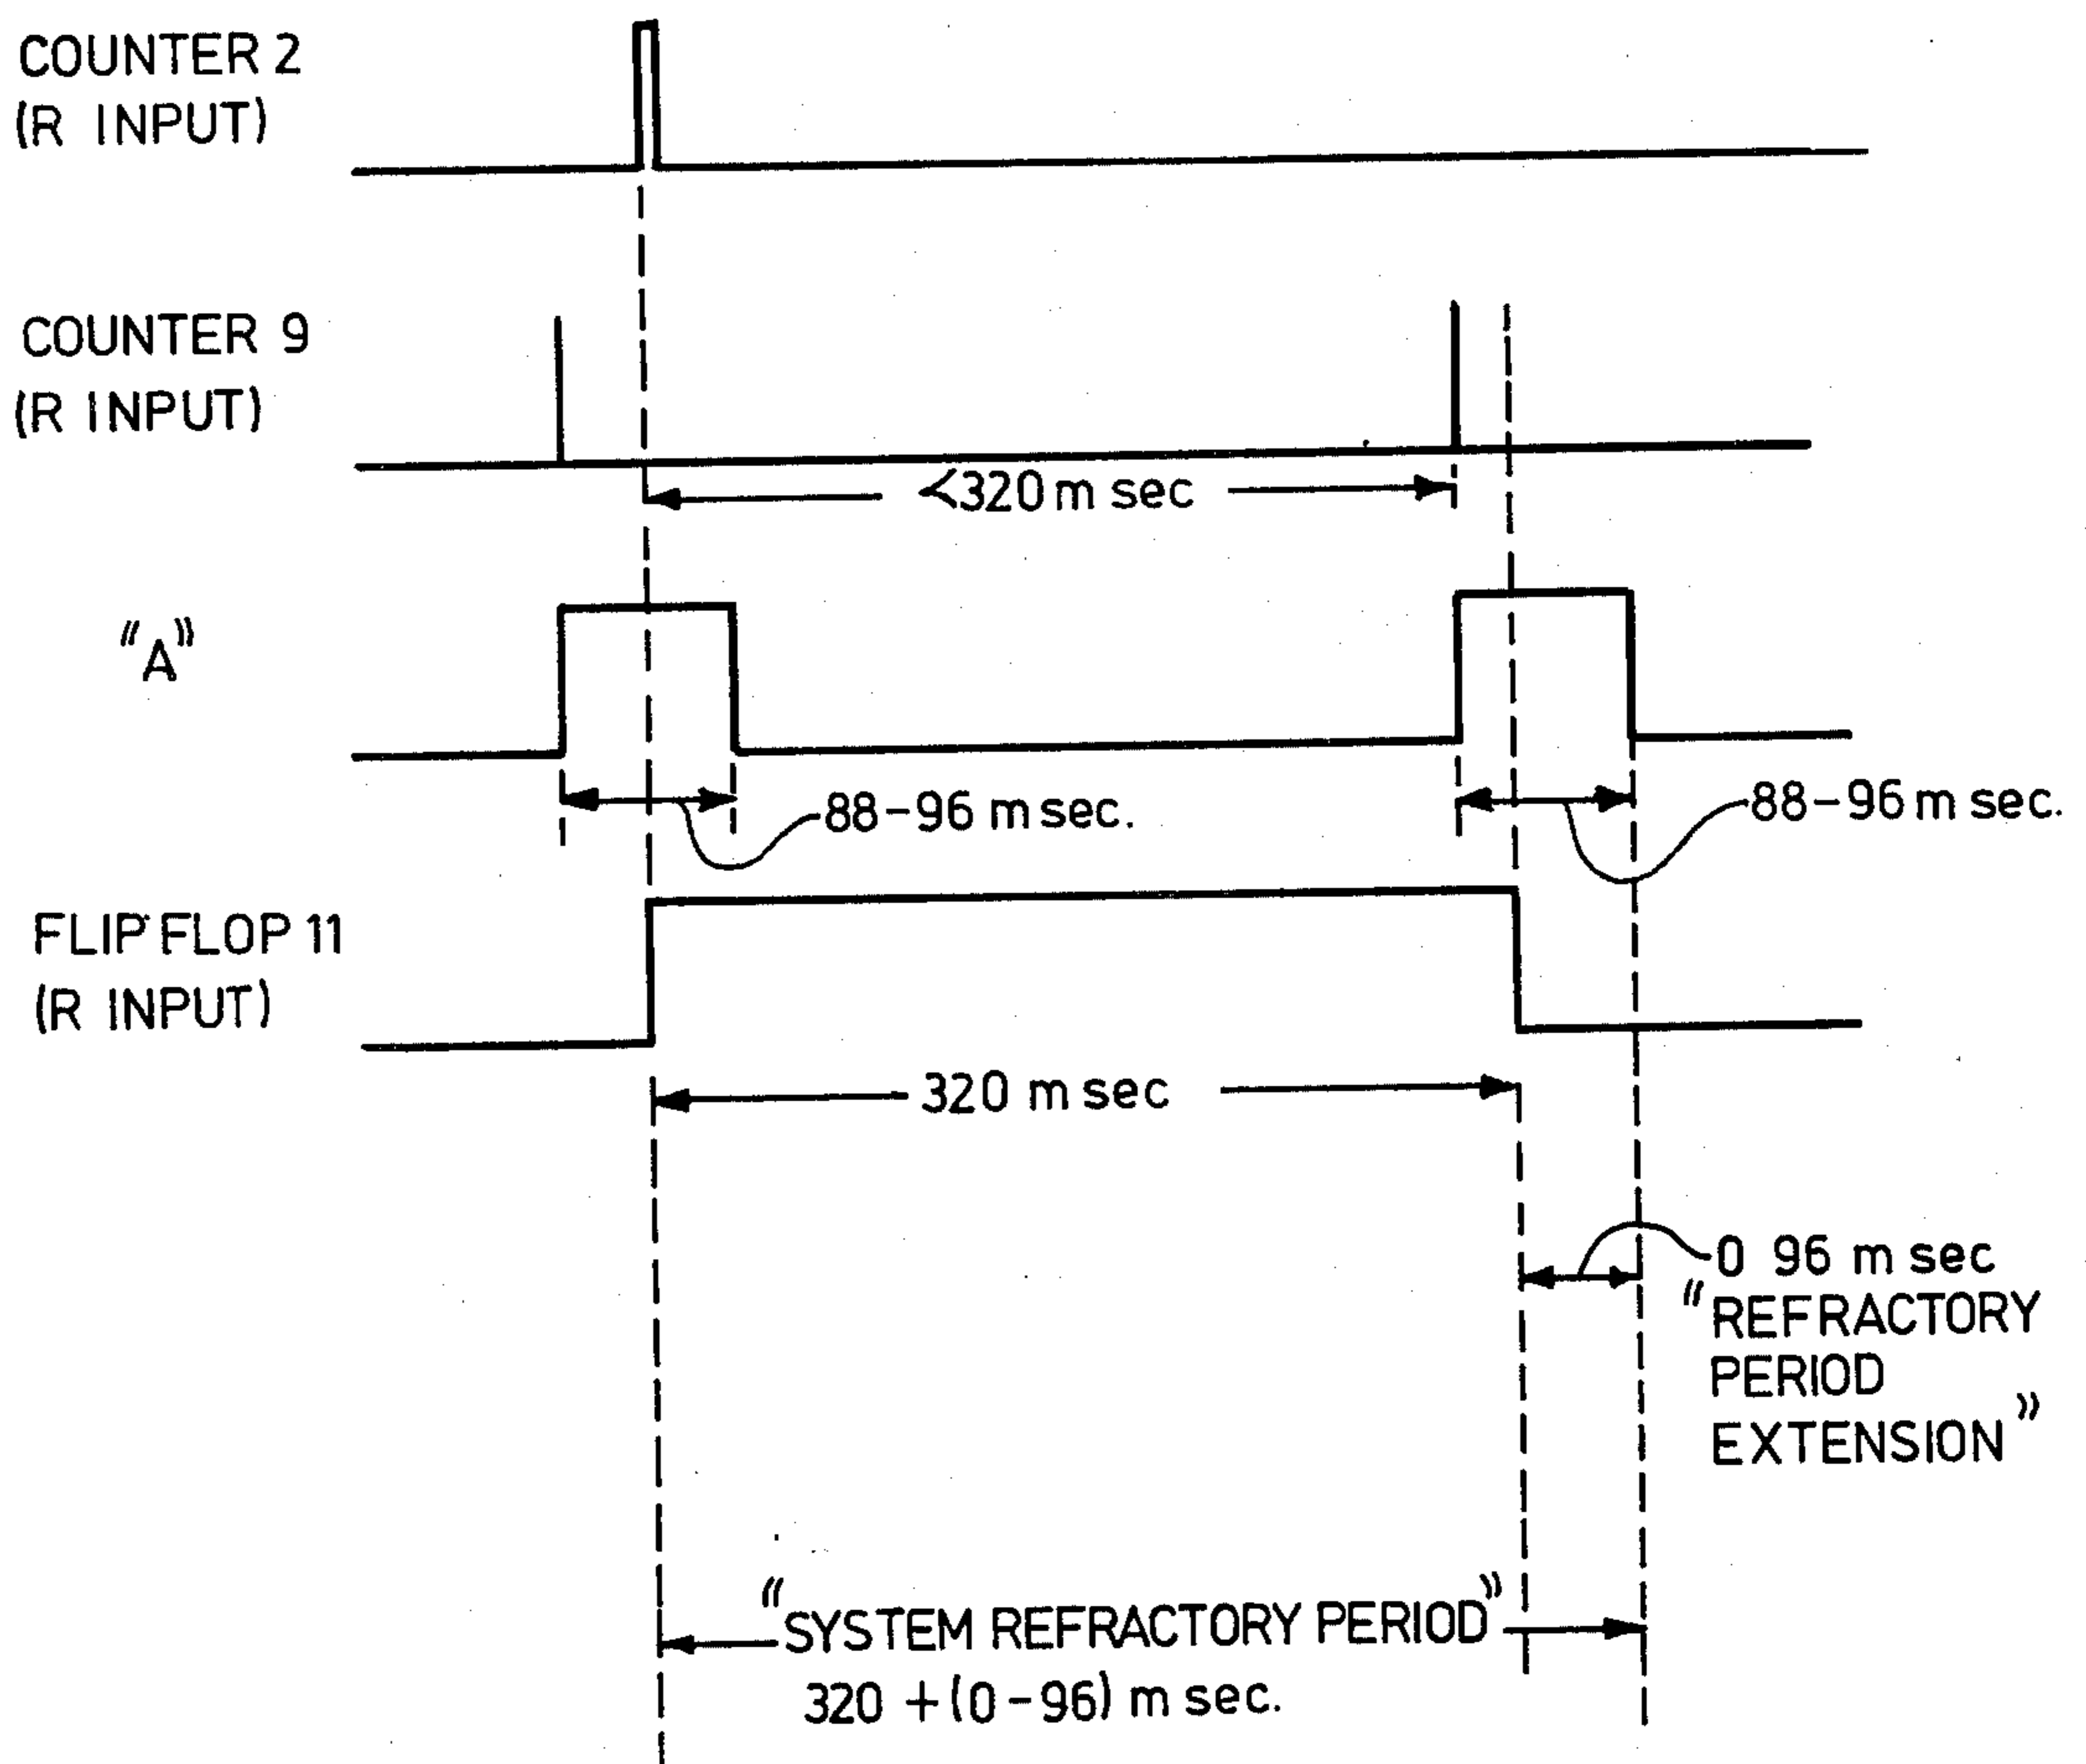 COUNTER 2
(R INPUT)
COUNTER 9
(R INPUT)
<320 m sec
"A"
88-96 m sec.
88-96 m sec.
FLIP FLOP 11
(R INPUT)
320 m sec
0 96 m sec
"REFRACTORY
PERIOD
EXTENSION"
"SYSTEM REFRACTORY PERIOD"
320 + (0-96) m sec.